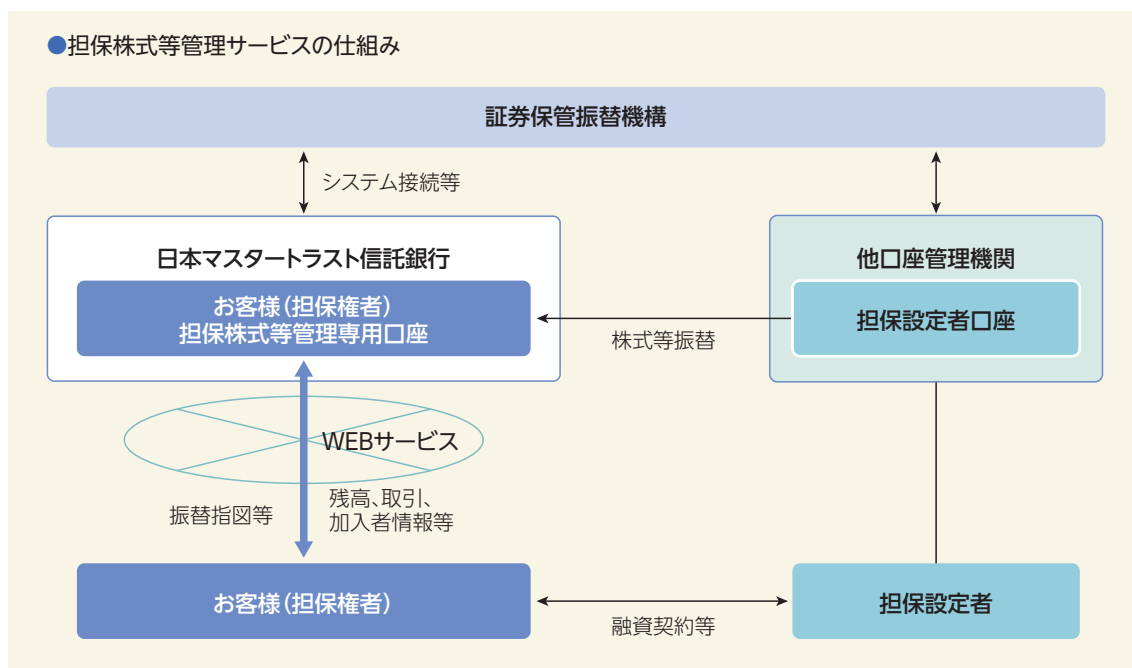 ●担保株式等管理サービスの仕組み
証券保管振替機構
システム接続等
日本マスタートラスト信託銀行
お客様(担保権者)
担保株式等管理専用口座
株式等振替
他口座管理機関
担保設定者口座
WEBサービス
振替指図等
残高、取引、
加入者情報等
お客様(担保権者)
融資契約等
担保設定者